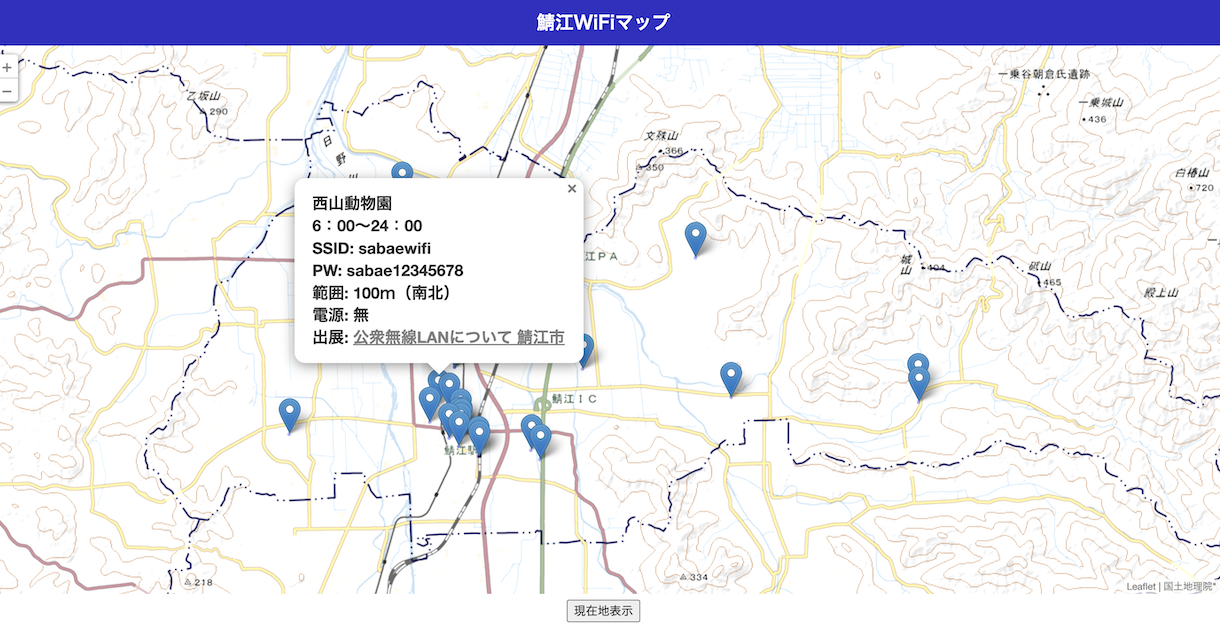 鯖江WiFiマップ
+
−
乙坂山
290
日野川
一乗谷朝倉氏遺跡
一乗城山
436
文殊山
366
350
白椿山
720
×
西山動物園
6：00〜24：00
SSID: sabaewifi
PW: sabae12345678
範囲: 100m（南北）
電源: 無
出展: 公衆無線LANについて 鯖江市
江ＰＡ
城山
404
砥山
465
殿上山
鯖江ＩＣ
鯖江駅
218
334
Leaflet | 国土地理院*
現在地表示